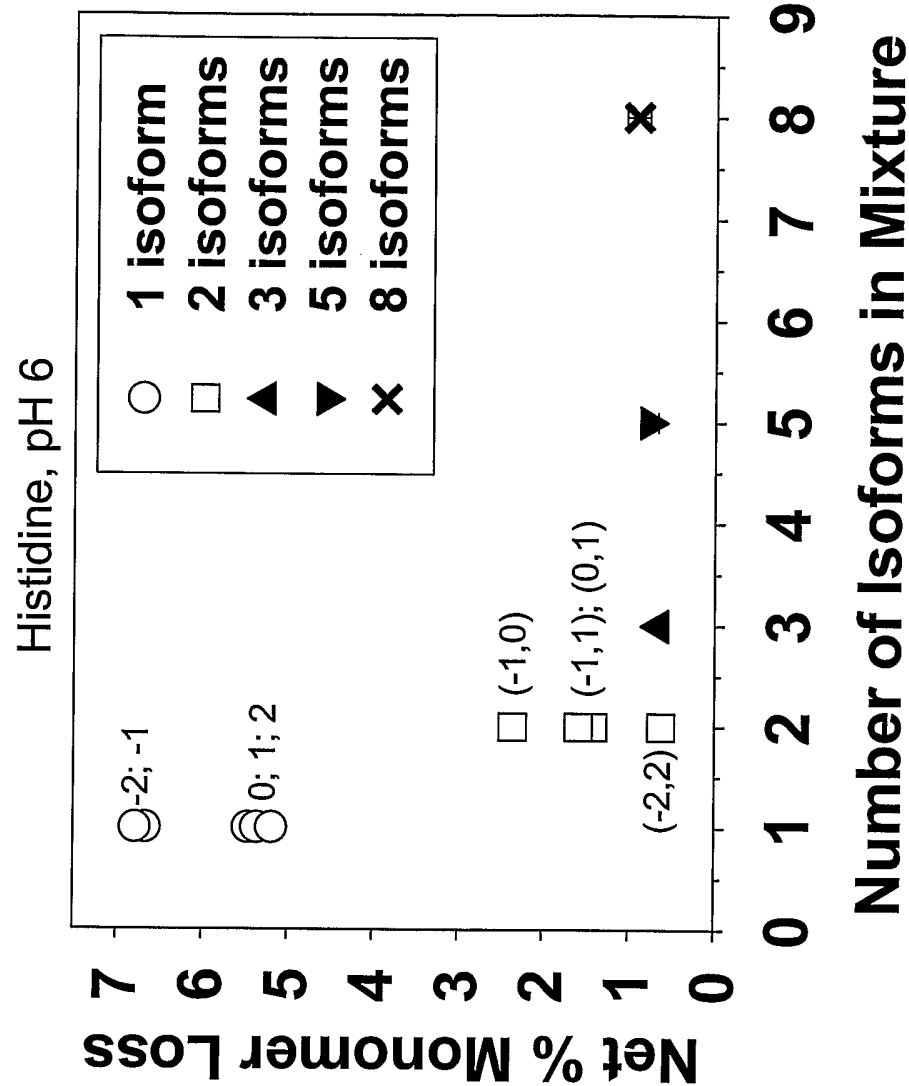 Histidine, pH 6
1 isoform
2 isoforms
3 isoforms
5 isoforms
8 isoforms
-2; -1
0; 1; 2
(-1,0)
(-1,1); (0,1)
(-2,2)
7
6
5
4
3
2
1
0
Net % Monomer Loss
0 1 2 3 4 5 6 7 8 9
Number of Isoforms in Mixture